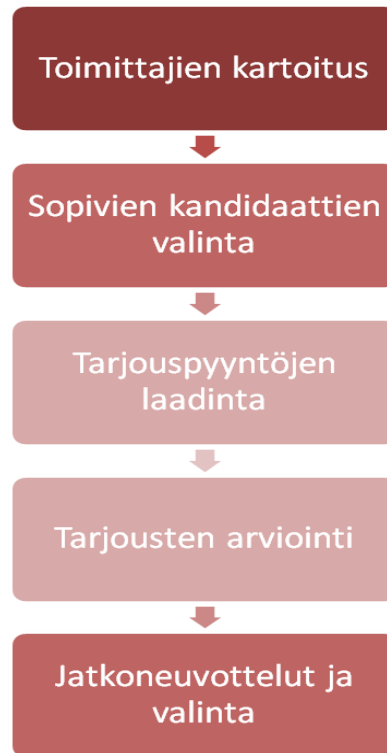 Toimittajien kartoitus
Sopivien kandidaattien
valinta
Tarjouspyyntöjen
laadinta
Tarjousten arviointi
Jatkoneuvottelut ja
valinta